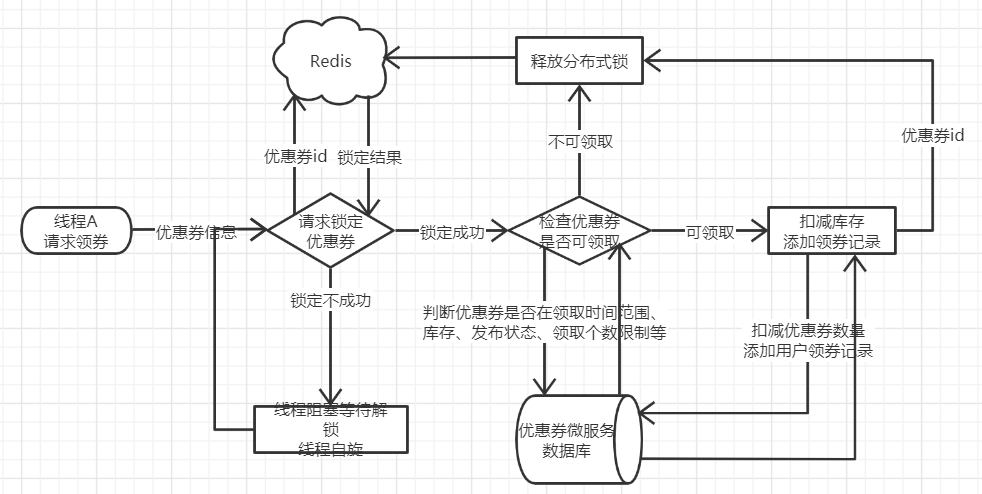 Redis
释放分布式锁
优惠券id
锁定结果
不可领取
优惠券id
线程A
请求领券
优惠券信息
请求锁定
优惠券
锁定成功
检查优惠券
是否可领取
可领取
扣减库存
添加领券记录
锁定不成功
判断优惠券是否在领取时间范围、
库存、发布状态、领取个数限制等
扣减优惠券数量
添加用户领券记录
线程阻塞等待解
锁
线程自旋
优惠券微服务
数据库